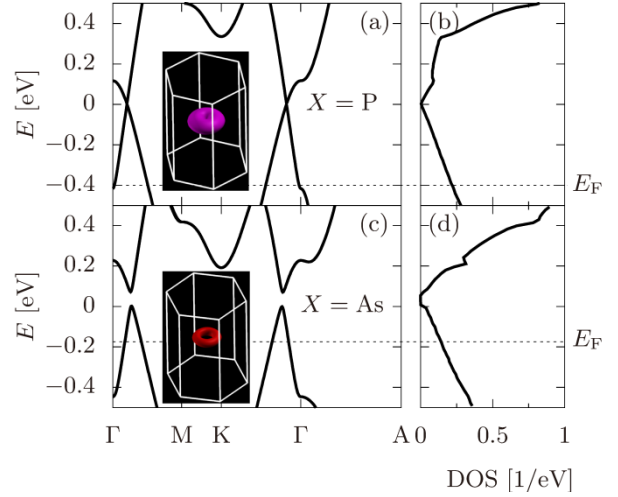 (a) (b)
0.4
0.2
0
−0.2
−0.4
E [eV]
X = P
E_F
(c) (d)
0.4
0.2
0
−0.2
−0.4
E [eV]
X = As
E_F
Γ M K Γ A 0 0.5 1
DOS [1/eV]